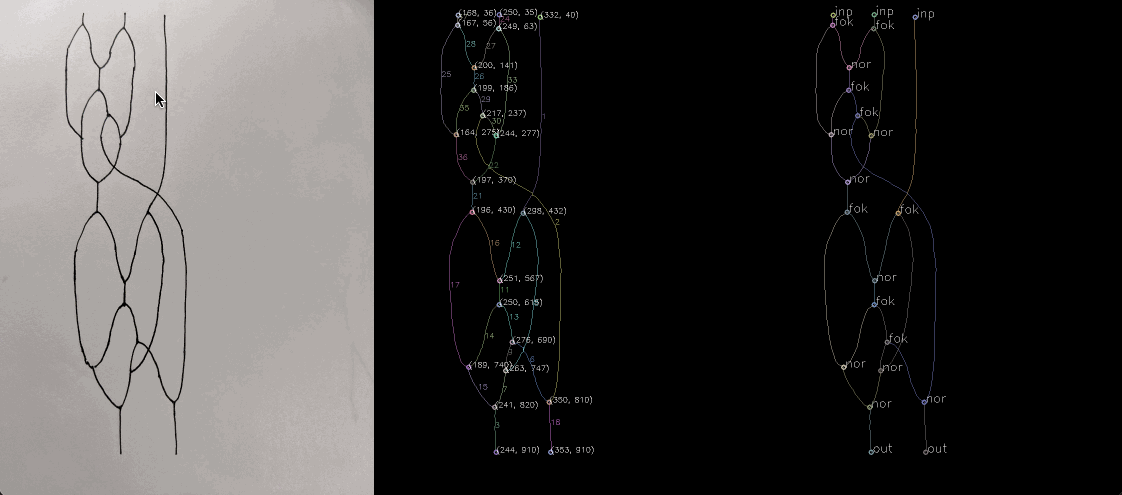 (168, 36) (250, 35) (332, 40)
(167, 56) (249, 63)
28 27
(200, 141)
25 26 33
(199, 186)
29
35 (217, 237)
1
30
(164, 275) (244, 277)
36 22
(197, 370)
21
(196, 430) (298, 432)
2
16 12
(251, 567)
17 11
(250, 615)
13
14
(276, 690)
9 6
(189, 740) (263, 747)
15 7
(241, 820) (350, 810)
3 18
(244, 910) (353, 910)
inp inp inp
fok fok
nor
fok
fok
nor nor
nor
fok fok
nor
fok
fok
nor nor
nor nor
out out